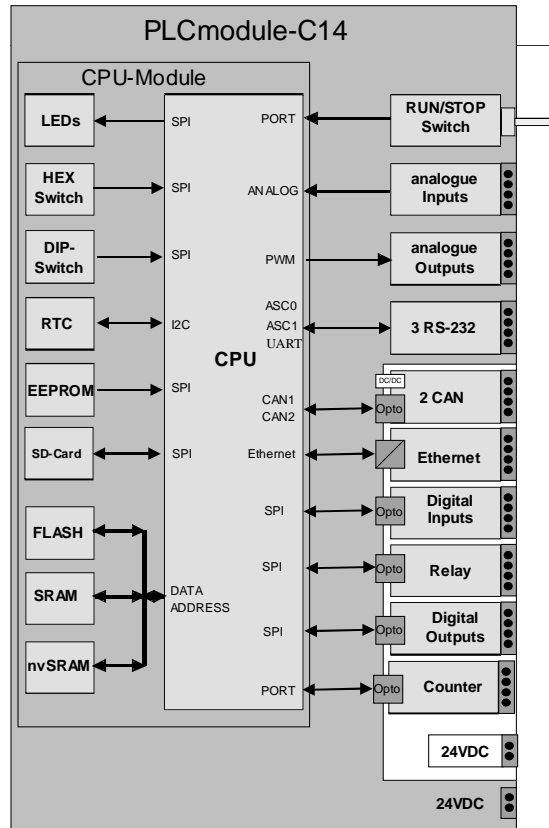 PLCmodule-C14
CPU-Module
LEDs
SPI
PORT
RUN/STOP
Switch
HEX
Switch
SPI
ANALOG
analogue
Inputs
DIP-
Switch
SPI
PWM
analogue
Outputs
RTC
I2C
ASC0
ASC1
UART
3 RS-232
CPU
EEPROM
SPI
CAN1
CAN2
DC/DC
Opto
2 CAN
SD-Card
SPI
Ethernet
Ethernet
FLASH
SPI
Opto
Digital
Inputs
SRAM
DATA
ADDRESS
SPI
Opto
Relay
nvSRAM
SPI
Opto
Digital
Outputs
PORT
Opto
Counter
24VDC
24VDC